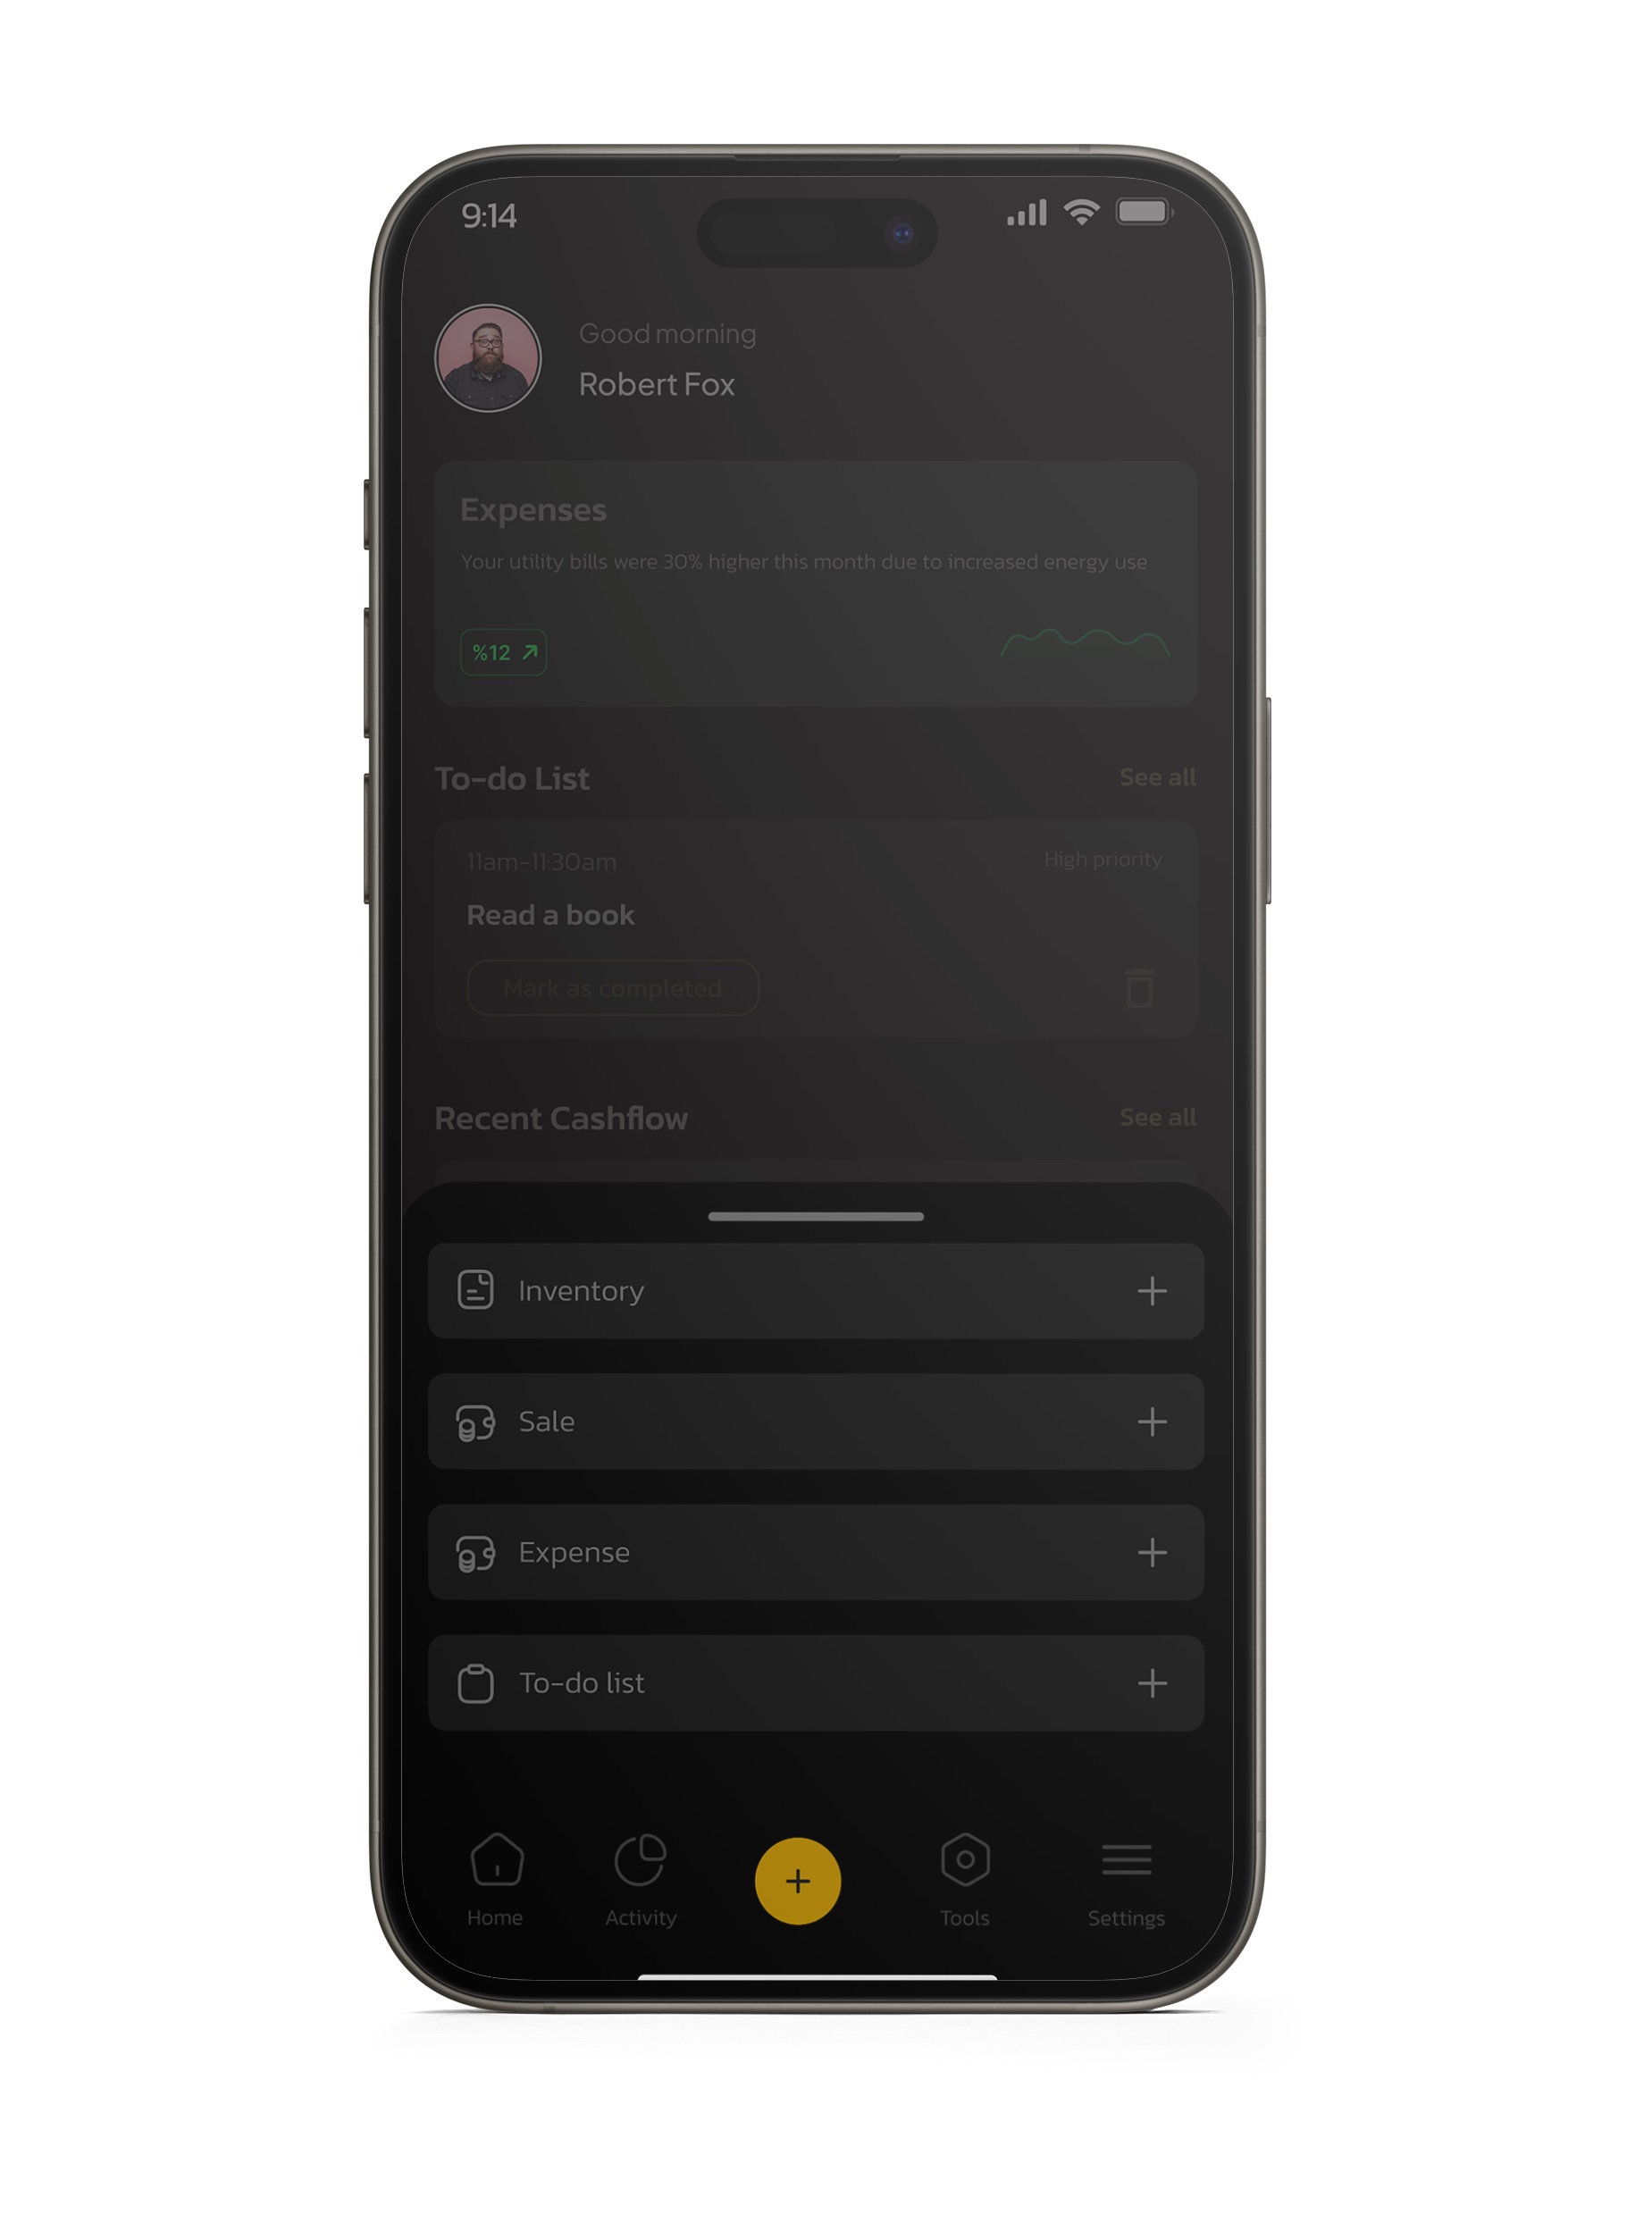 9:14
Good morning
Robert Fox
Expenses
Your utility bills were 30% higher this month due to increased energy use
%12
To-do List
See all
11am-11:30am
High priority
Read a book
Mark as completed
Recent Cashflow
See all
Inventory
Sale
Expense
To-do list
Home
Activity
Tools
Settings